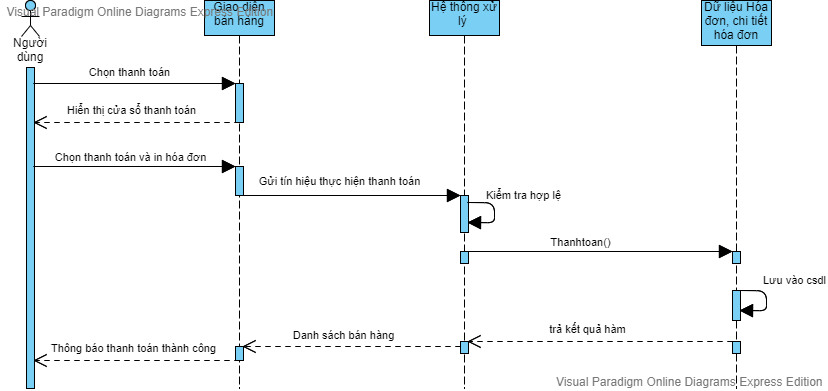 Visual Paradigm Online Diagrams Express Edition
Người
dùng
Giao diện
bán hàng
Hệ thống xử
lý
Dữ liệu Hóa
đơn, chi tiết
hóa đơn
Chọn thanh toán
Hiển thị cửa sổ thanh toán
Chọn thanh toán và in hóa đơn
Gửi tín hiệu thực hiện thanh toán
Kiểm tra hợp lệ
Thanhtoan()
Lưu vào csdl
trả kết quả hàm
Danh sách bán hàng
Thông báo thanh toán thành công
Visual Paradigm Online Diagrams Express Edition